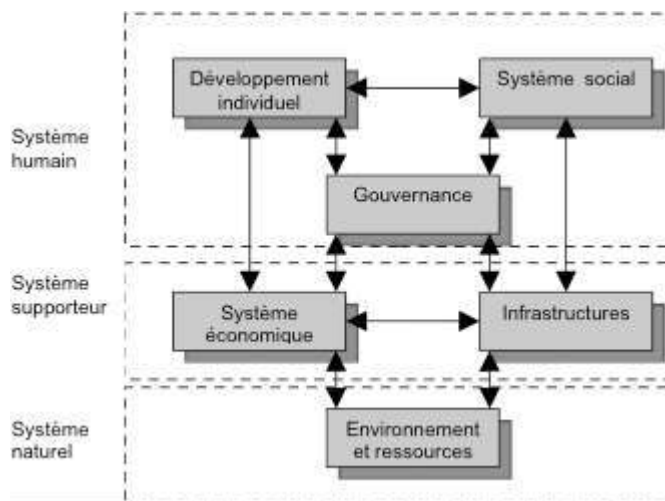 Développement
individuel
Système social
Système
humain
Gouvernance
Système
supporteur
Système
économique
Infrastructures
Système
naturel
Environnement
et ressources